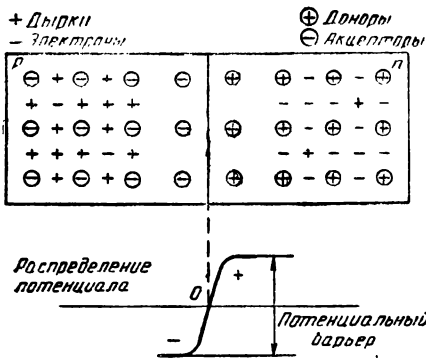 + Дырки
- Электроны
⊕ Доноры
⊖ Акцепторы
p
n
⊖ + ⊖ + ⊖ ⊖ ⊕ ⊕ - ⊕ - ⊕
+ - + + + - - - + -
⊖ + ⊖ + ⊖ ⊖ ⊕ ⊕ - ⊕ - ⊕
+ + + - + - + - - -
⊖ + ⊖ + ⊖ ⊖ ⊕ ⊕ - ⊕ - ⊕
Распределение
потенциала
0
+
-
Потенциальный
барьер